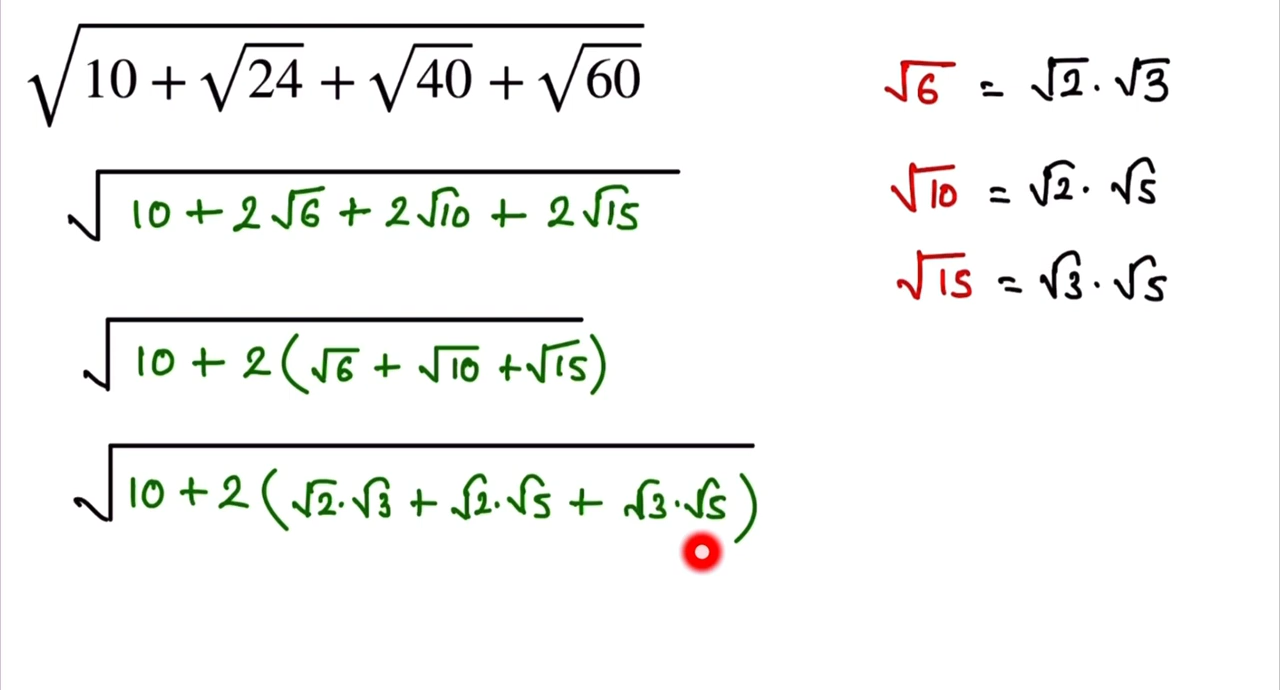 √(10 + √24 + √40 + √60)
√(10 + 2√6 + 2√10 + 2√15)
√(10 + 2(√6 + √10 + √15))
√(10 + 2(√2·√3 + √2·√5 + √3·√5))
√6 = √2·√3
√10 = √2·√5
√15 = √3·√5